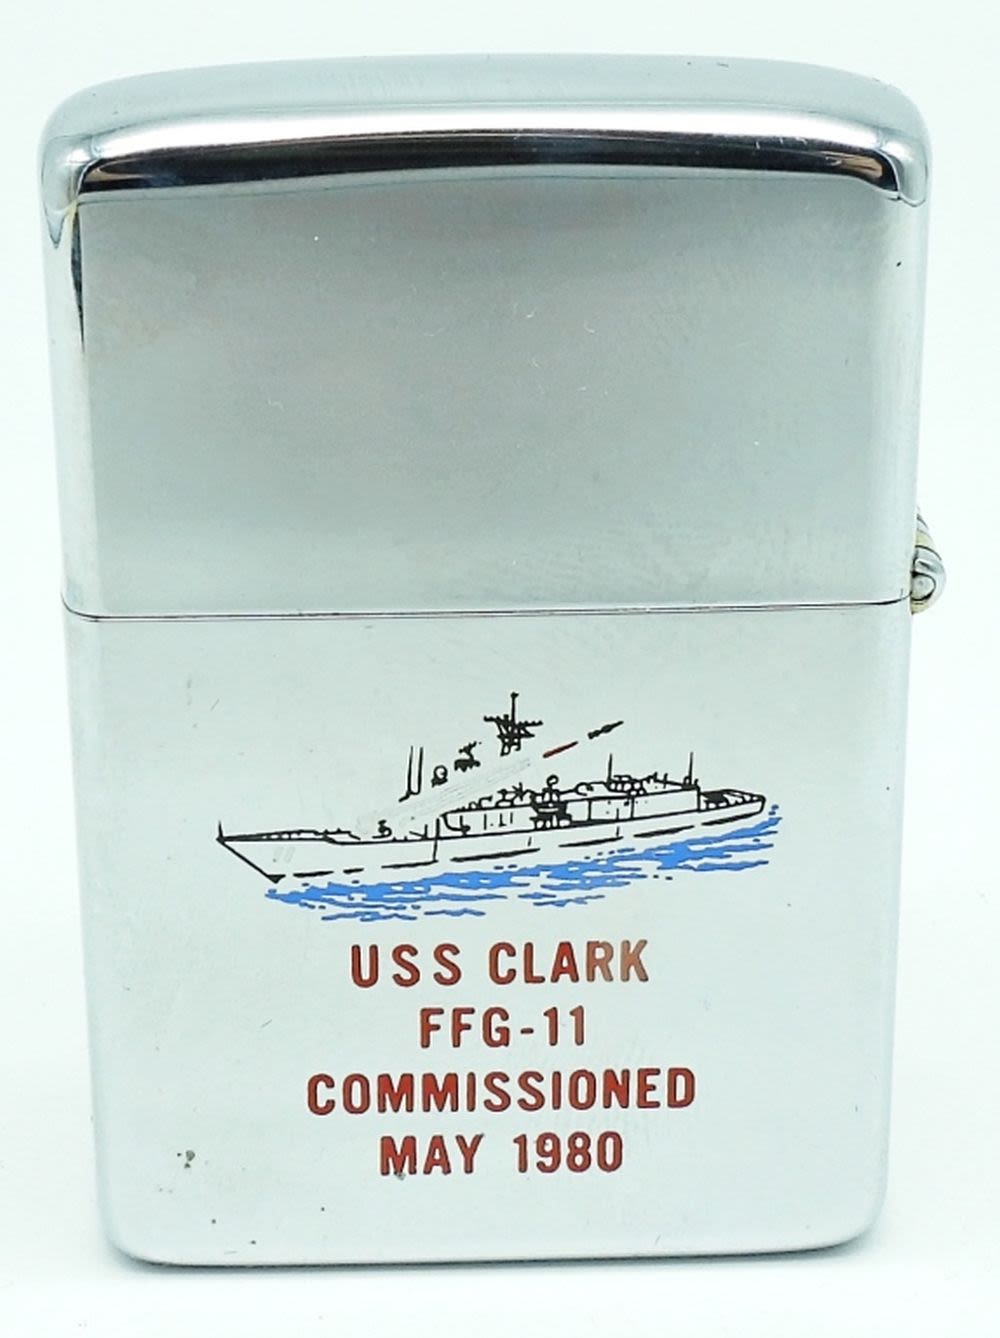 USS CLARK
FFG-11
COMMISSIONED
MAY 1980